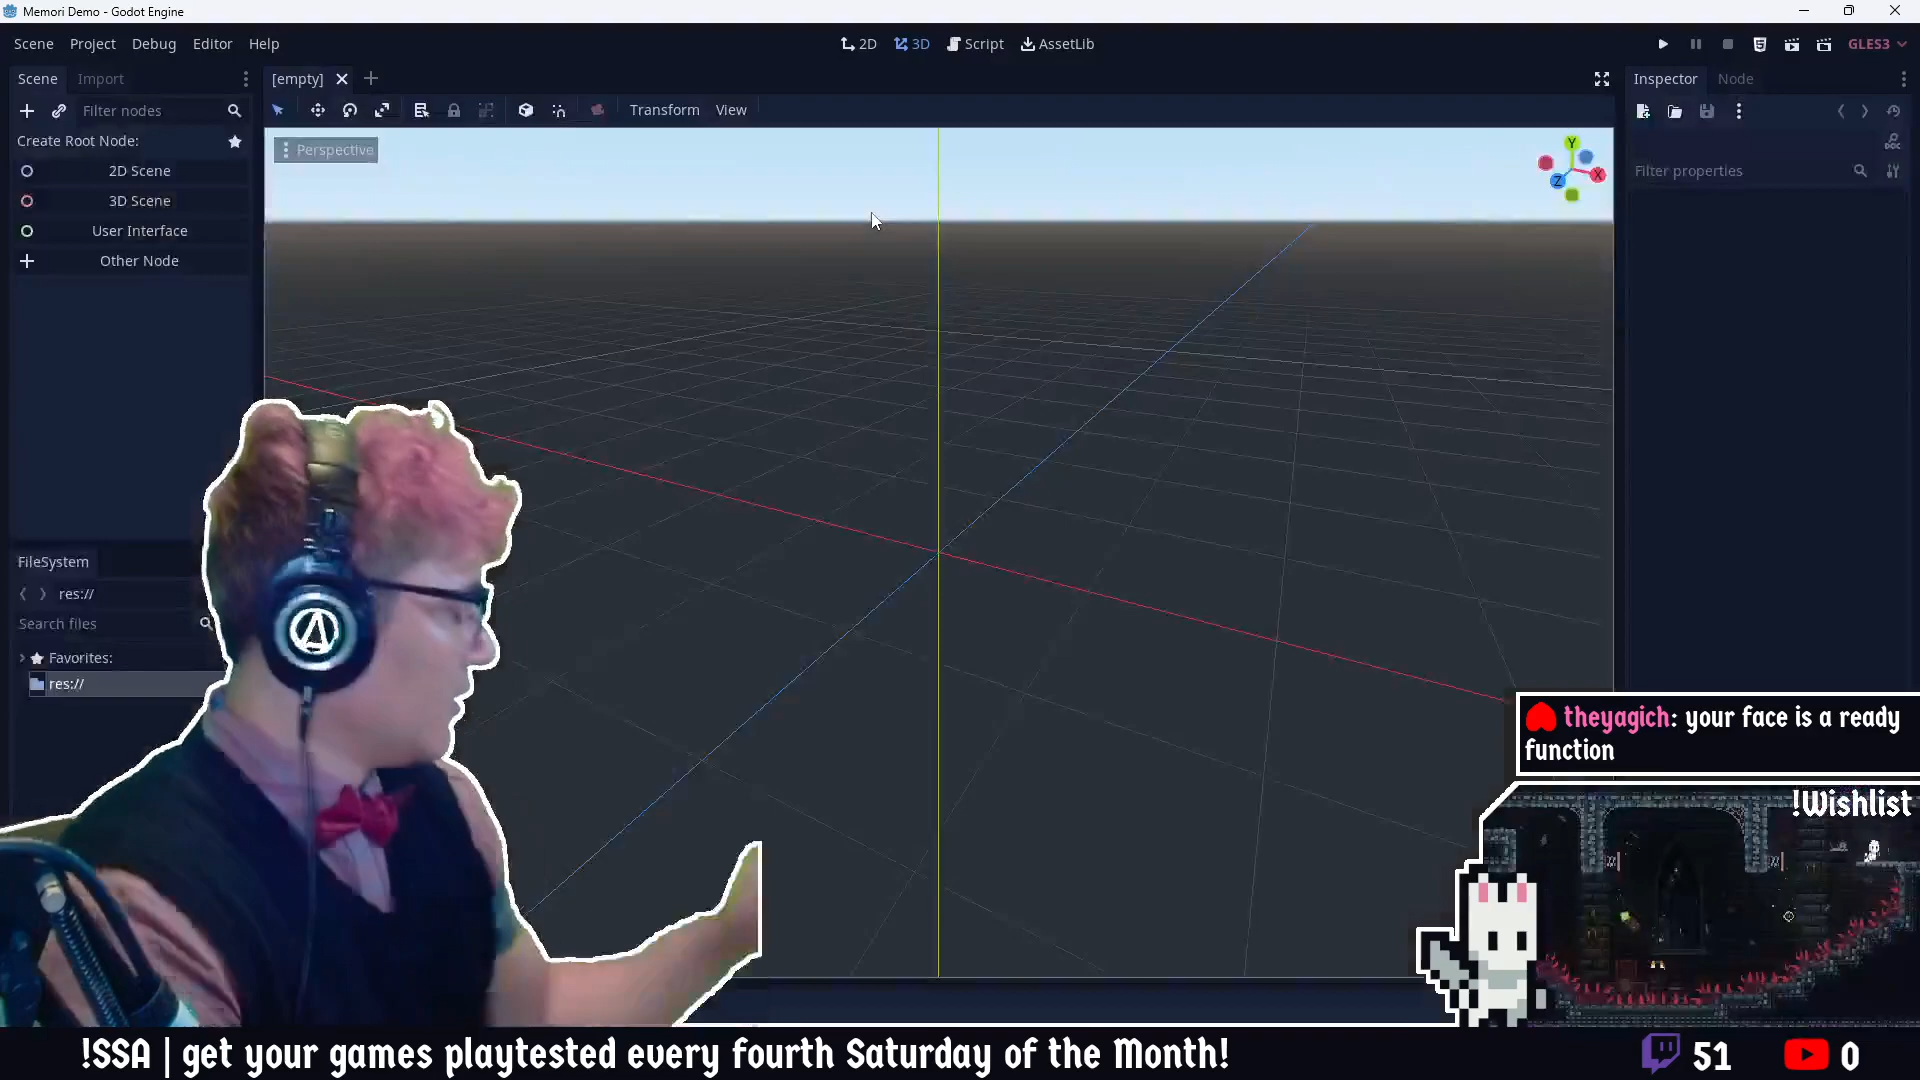 Memori Demo - Godot Engine
Scene Project Debug Editor Help
2D 3D Script AssetLib
GLES3
Scene Import
[empty]
Inspector Node
Filter nodes
Transform View
Create Root Node:
Perspective
Y
X
Z
DOC
Filter properties
2D Scene
3D Scene
User Interface
Other Node
FileSystem
res://
Search files
Favorites:
res://
theyagich: your face is a ready
function
!Wishlist
!SSA | get your games playtested every fourth Saturday of the Month!
51
0